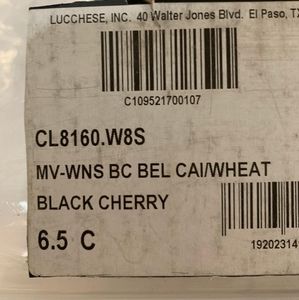 LUCCHESE, INC. 40 Walter Jones Blvd. El Paso, TX
C109521700107
CL8160.W8S
MV-WNS BC BEL CAI/WHEAT
BLACK CHERRY
6.5 C
19202314